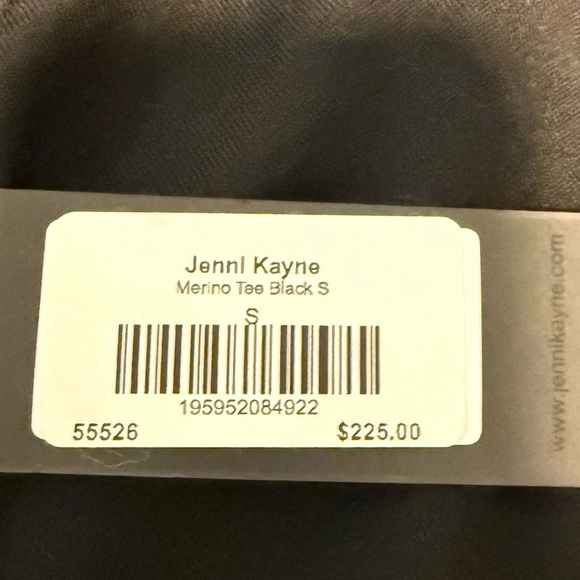 Jenni Kayne
Merino Tee Black S
S
195952084922
55526 $225.00
www.jennikayne.com